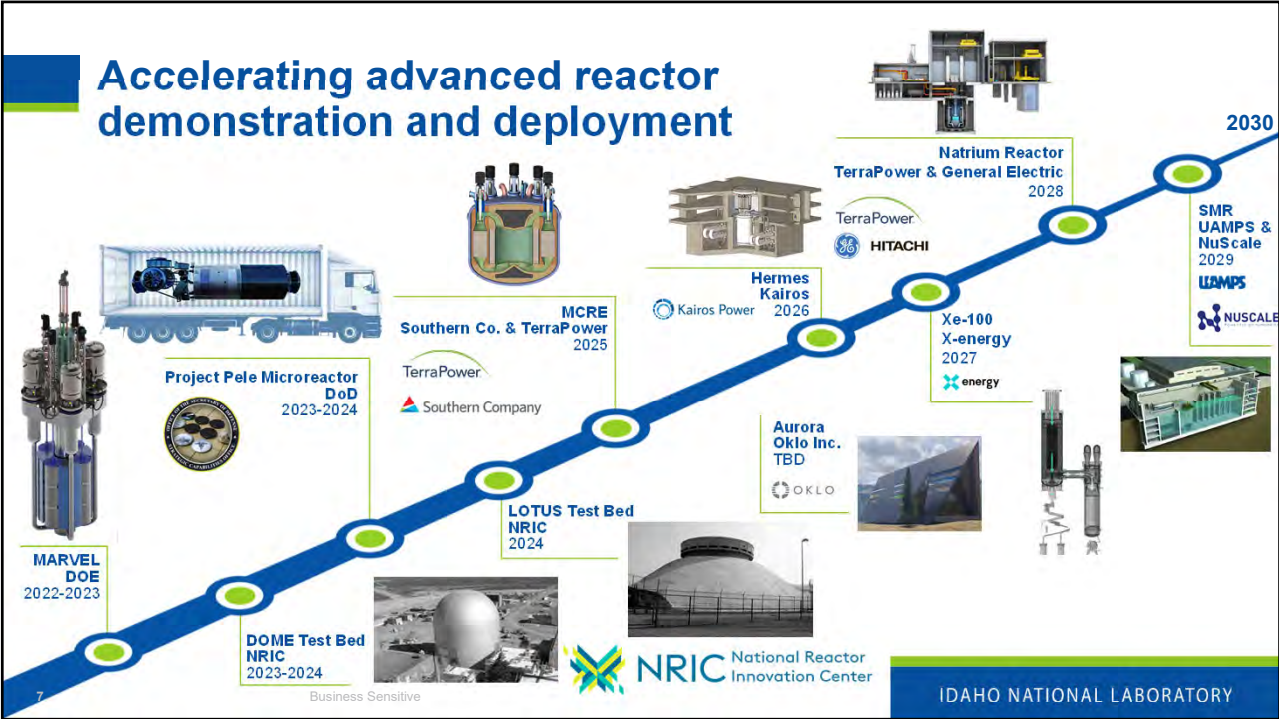 Accelerating advanced reactor
demonstration and deployment
2030
Natrium Reactor
TerraPower & General Electric
2028
TerraPower
HITACHI
SMR
UAMPS &
NuScale
2029
UAMPS
NUSCALE
Hermes
Kairos
2026
Kairos Power
Xe-100
X-energy
2027
energy
MCRE
Southern Co. & TerraPower
2025
TerraPower
Southern Company
Project Pele Microreactor
DoD
2023-2024
Aurora
Oklo Inc.
TBD
OKLO
LOTUS Test Bed
NRIC
2024
MARVEL
DOE
2022-2023
DOME Test Bed
NRIC
2023-2024
NRIC National Reactor
Innovation Center
7
Business Sensitive
IDAHO NATIONAL LABORATORY